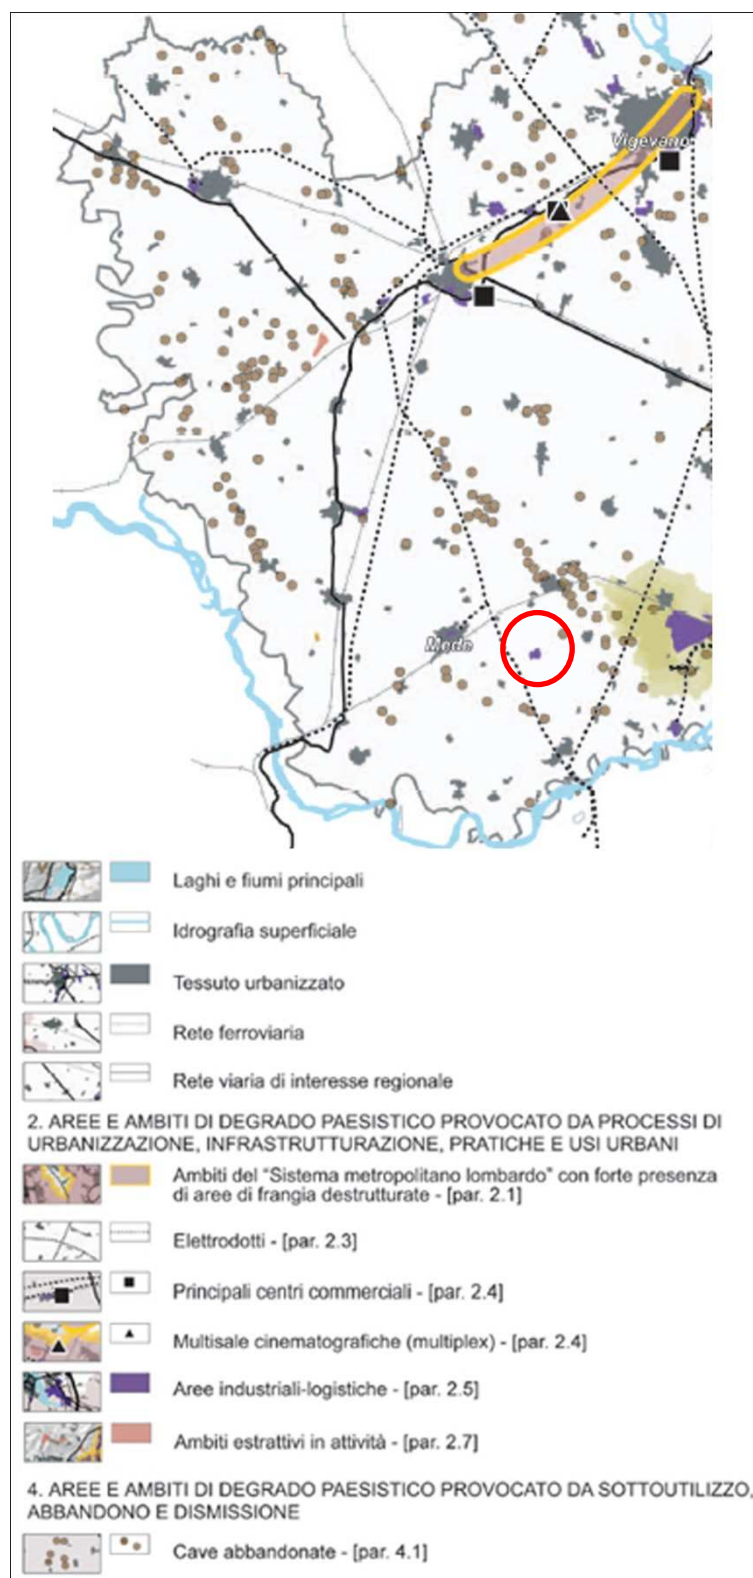 Vigevano
Mede
Laghi e fiumi principali
Idrografia superficiale
Tessuto urbanizzato
Rete ferroviaria
Rete viaria di interesse regionale
2. AREE E AMBITI DI DEGRADO PAESISTICO PROVOCATO DA PROCESSI DI
URBANIZZAZIONE, INFRASTRUTTURAZIONE, PRATICHE E USI URBANI
Ambiti del "Sistema metropolitano lombardo" con forte presenza
di aree di frangia destrutturate - [par. 2.1]
Elettrodotti - [par. 2.3]
Principali centri commerciali - [par. 2.4]
Multisale cinematografiche (multiplex) - [par. 2.4]
Aree industriali-logistiche - [par. 2.5]
Ambiti estrattivi in attività - [par. 2.7]
4. AREE E AMBITI DI DEGRADO PAESISTICO PROVOCATO DA SOTTOUTILIZZO,
ABBANDONO E DISMISSIONE
Cave abbandonate - [par. 4.1]